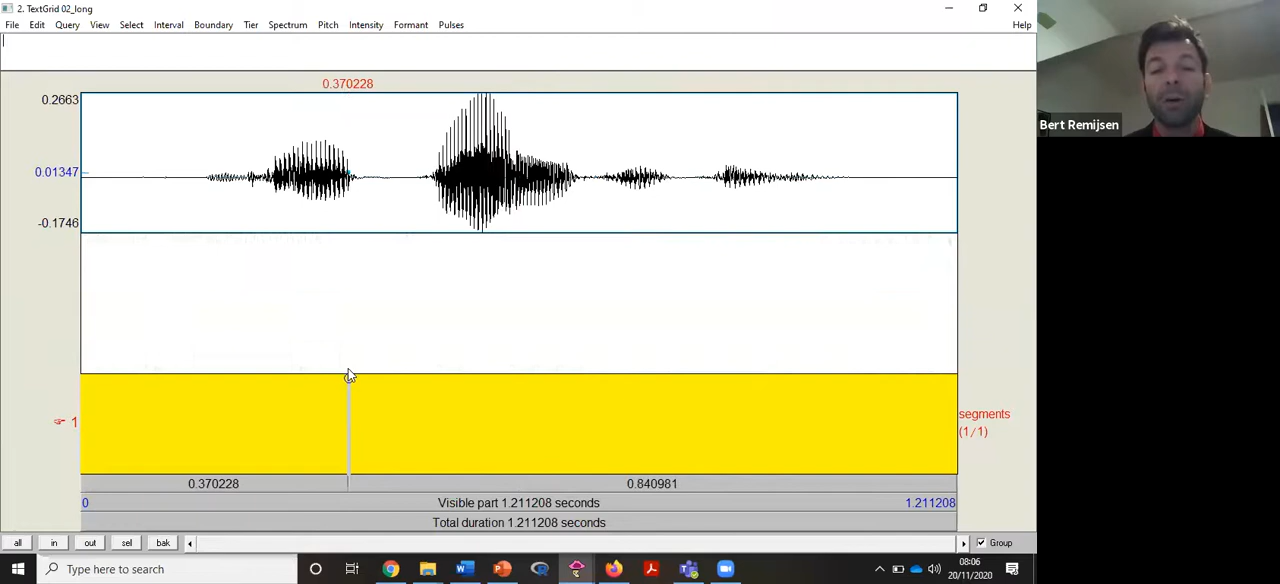 2. TextGrid 02_long
File Edit Query View Select Interval Boundary Tier Spectrum Pitch Intensity Formant Pulses Help
0.370228
0.2663
0.01347
-0.1746
Bert Remijsen
1
segments
(1/1)
0.370228 0.840981
0 Visible part 1.211208 seconds 1.211208
Total duration 1.211208 seconds
all in out sel bak Group
Type here to search
08:06
20/11/2020